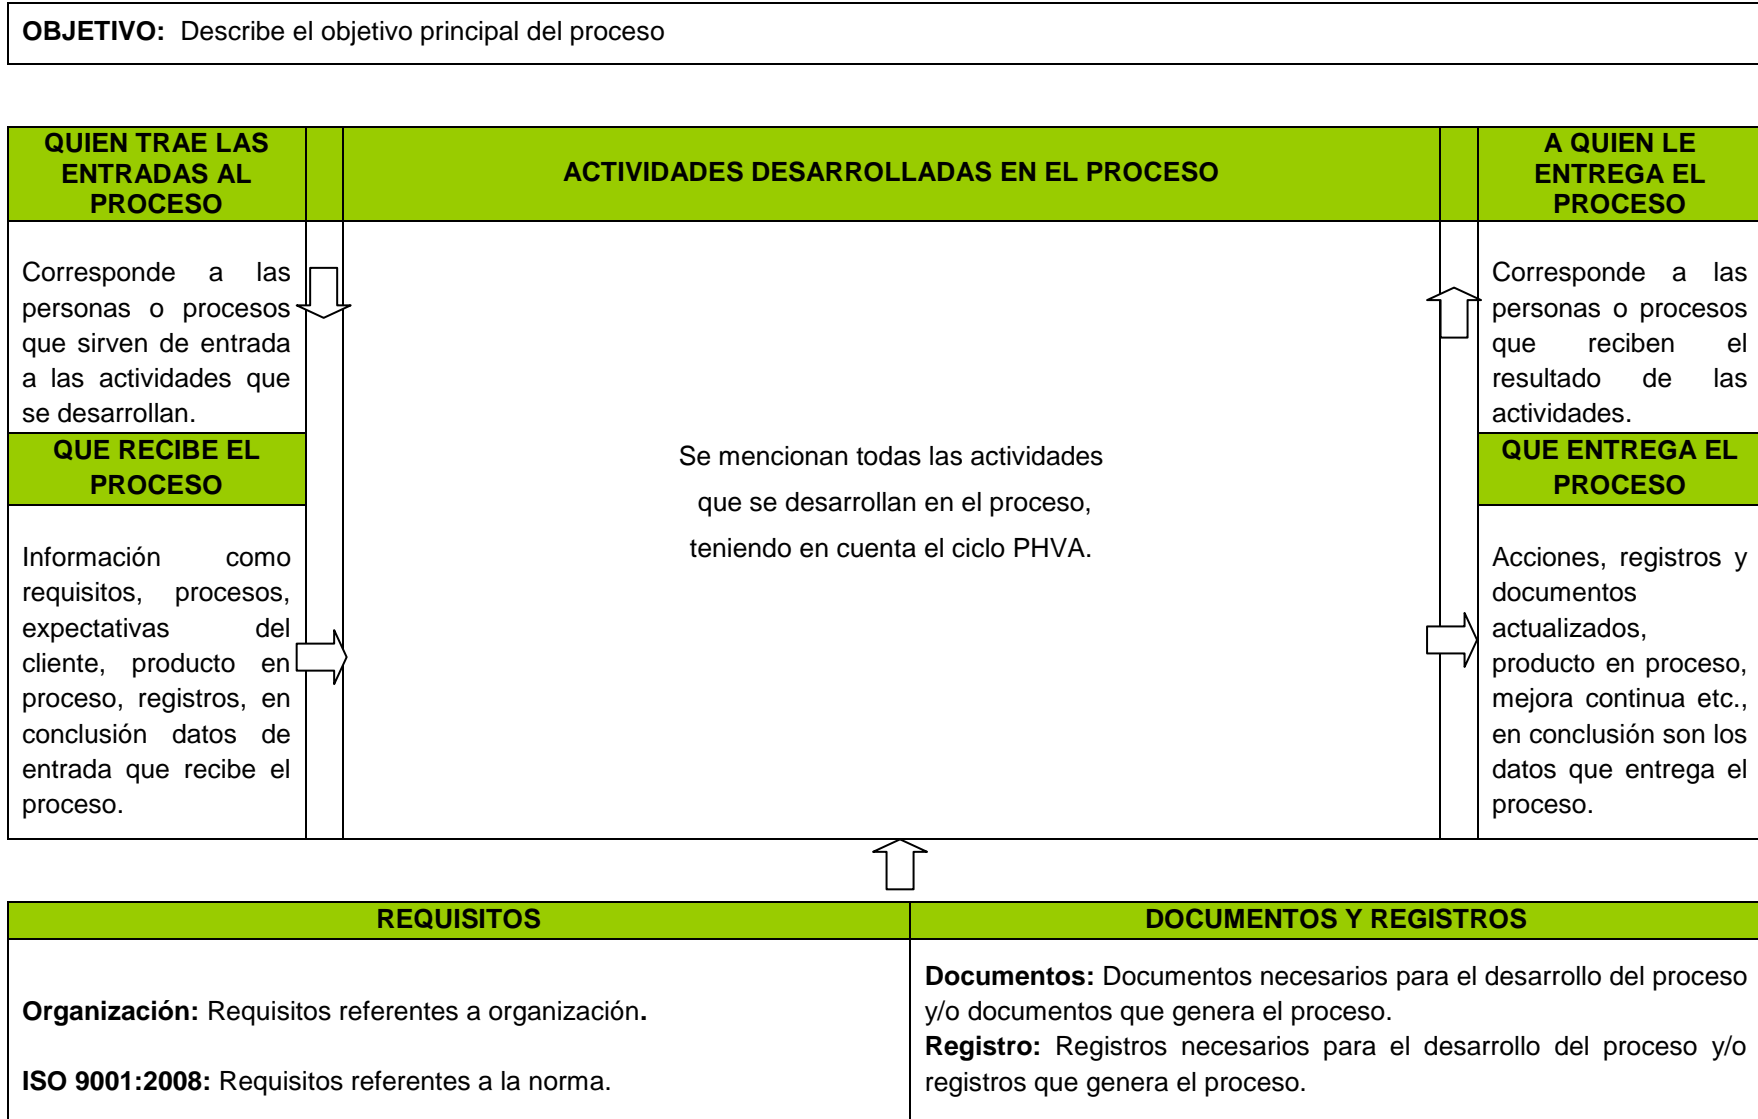 OBJETIVO: Describe el objetivo principal del proceso
QUIEN TRAE LAS
ENTRADAS AL
PROCESO
ACTIVIDADES DESARROLLADAS EN EL PROCESO
A QUIEN LE
ENTREGA EL
PROCESO
Corresponde a las
personas o procesos
que sirven de entrada
a las actividades que
se desarrollan.
QUE RECIBE EL
PROCESO
Información como
requisitos, procesos,
expectativas del
cliente, producto en
proceso, registros, en
conclusión datos de
entrada que recibe el
proceso.
Se mencionan todas las actividades
que se desarrollan en el proceso,
teniendo en cuenta el ciclo PHVA.
Corresponde a las
personas o procesos
que reciben el
resultado de las
actividades.
QUE ENTREGA EL
PROCESO
Acciones, registros y
documentos
actualizados,
producto en proceso,
mejora continua etc.,
en conclusión son los
datos que entrega el
proceso.
REQUISITOS
Organización: Requisitos referentes a organización.
ISO 9001:2008: Requisitos referentes a la norma.
DOCUMENTOS Y REGISTROS
Documentos: Documentos necesarios para el desarrollo del proceso
y/o documentos que genera el proceso.
Registro: Registros necesarios para el desarrollo del proceso y/o
registros que genera el proceso.